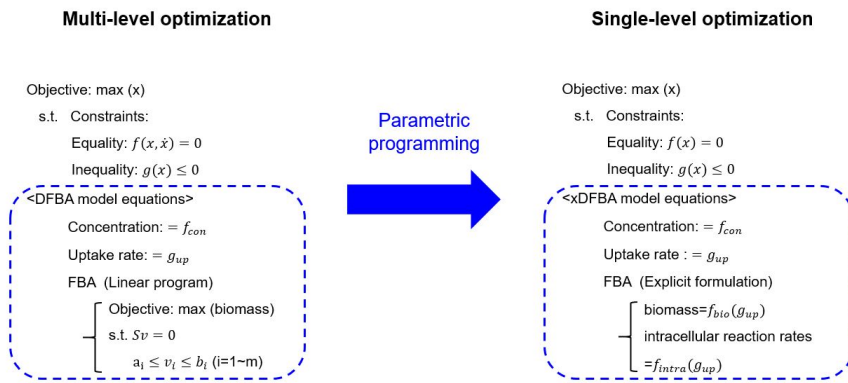 Multi-level optimization
Objective: max (x)
s.t. Constraints:
Equality: f(x, ẋ) = 0
Inequality: g(x) ≤ 0
<DFBA model equations>
Concentration: = f_con
Uptake rate: = g_up
FBA (Linear program)
Objective: max (biomass)
s.t. Sv = 0
a_i ≤ v_i ≤ b_i (i=1~m)
Parametric
programming
Single-level optimization
Objective: max (x)
s.t. Constraints:
Equality: f(x) = 0
Inequality: g(x) ≤ 0
<xDFBA model equations>
Concentration: = f_con
Uptake rate : = g_up
FBA (Explicit formulation)
biomass=f_bio(g_up)
intracellular reaction rates
=f_intra(g_up)